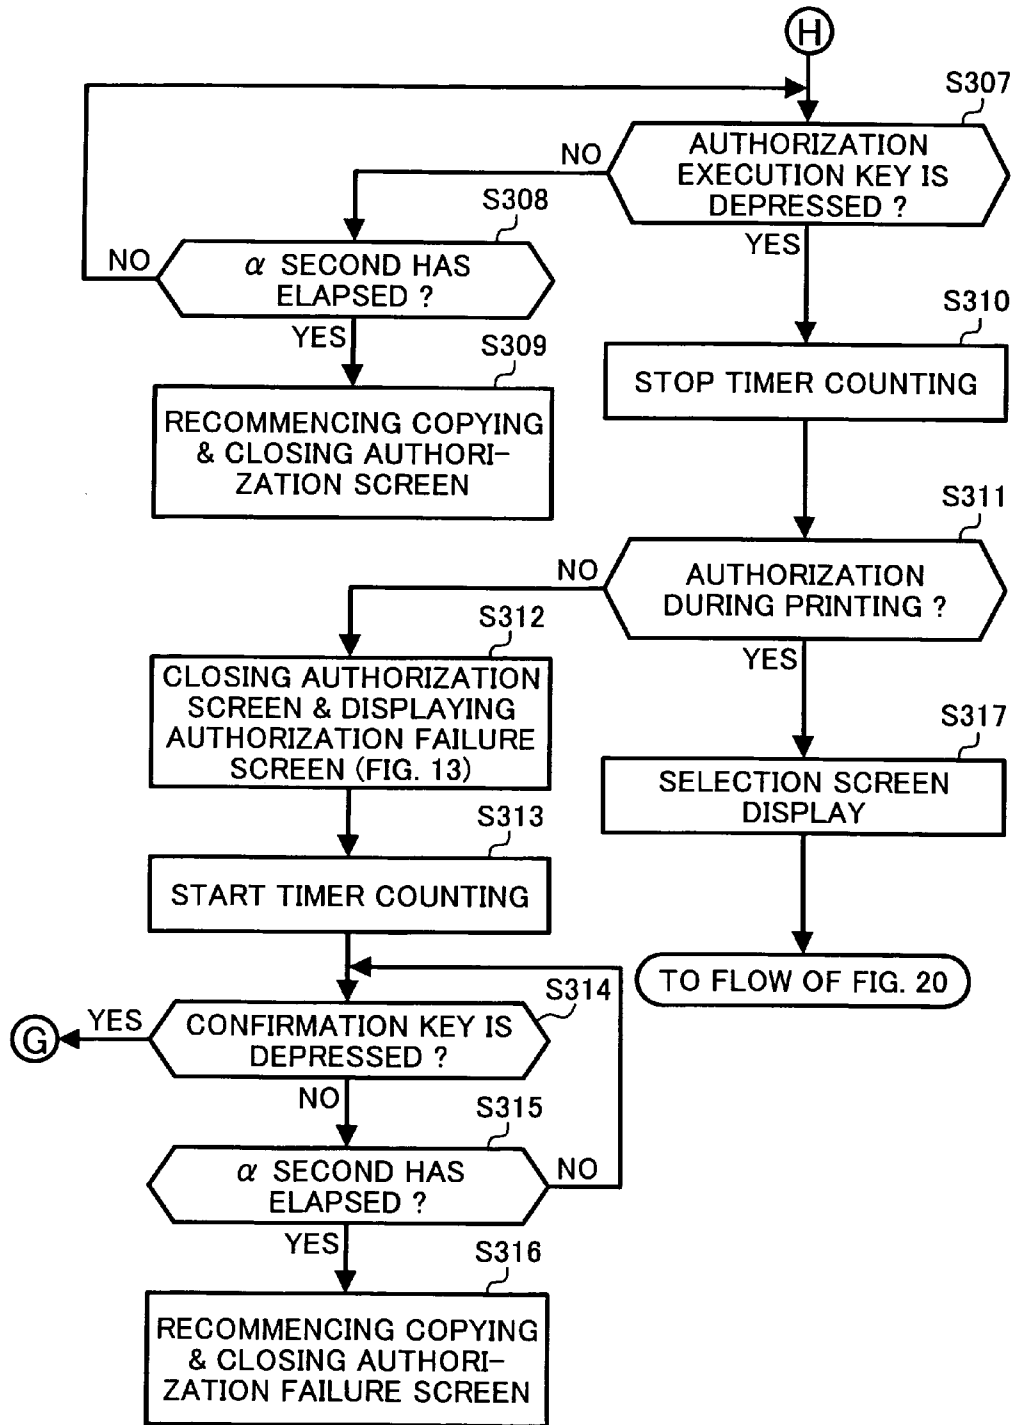 H
S307
AUTHORIZATION
EXECUTION KEY IS
DEPRESSED ?
NO
YES
S308
α SECOND HAS
ELAPSED ?
NO
YES
S309
RECOMMENCING COPYING
& CLOSING AUTHORI-
ZATION SCREEN
S310
STOP TIMER COUNTING
S311
AUTHORIZATION
DURING PRINTING ?
NO
YES
S312
CLOSING AUTHORIZATION
SCREEN & DISPLAYING
AUTHORIZATION FAILURE
SCREEN (FIG. 13)
S317
SELECTION SCREEN
DISPLAY
S313
START TIMER COUNTING
TO FLOW OF FIG. 20
S314
CONFIRMATION KEY IS
DEPRESSED ?
YES
G
NO
S315
α SECOND HAS
ELAPSED ?
NO
YES
S316
RECOMMENCING COPYING
& CLOSING AUTHORI-
ZATION FAILURE SCREEN